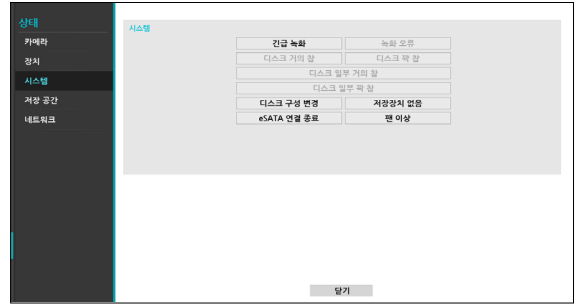 상태
카메라
장치
시스템
저장 공간
네트워크
시스템
긴급 녹화 녹화 오류
디스크 거의 참 디스크 꽉 참
디스크 일부 거의 참
디스크 일부 꽉 참
디스크 구성 변경 저장장치 없음
eSATA 연결 종료 팬 이상
닫기